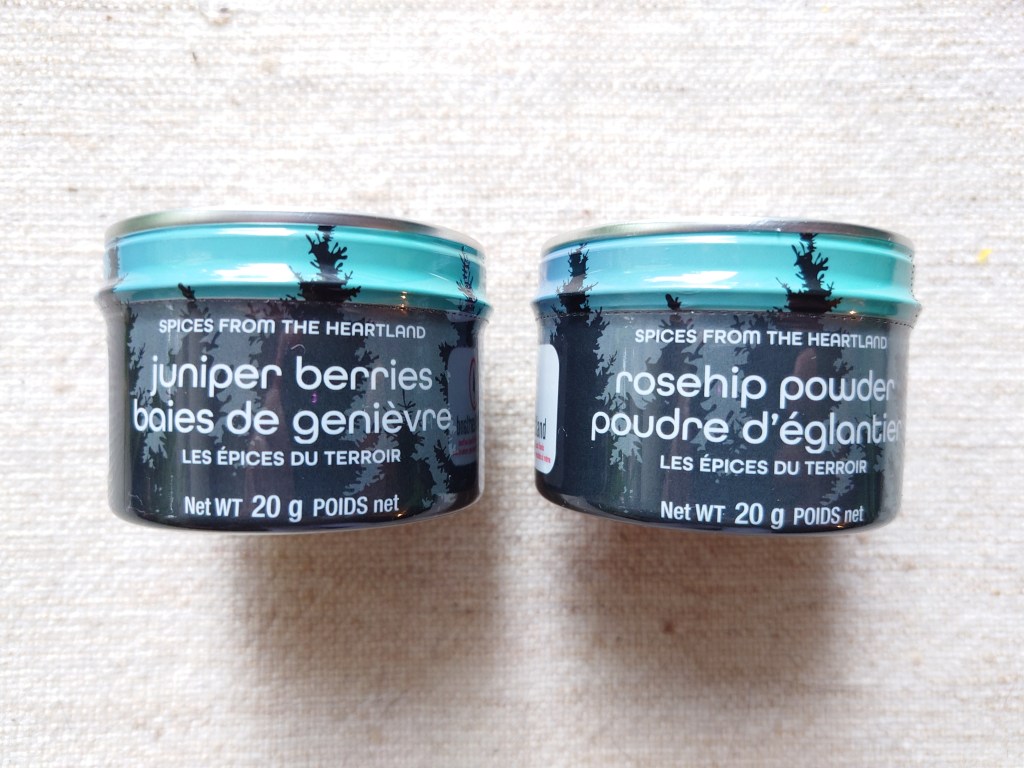 SPICES FROM THE HEARTLAND
juniper berries
baies de genièvre
LES ÉPICES DU TERROIR
Net WT 20 g POIDS net
SPICES FROM THE HEARTLAND
rosehip powder
poudre d'églantier
LES ÉPICES DU TERROIR
Net WT 20 g POIDS net